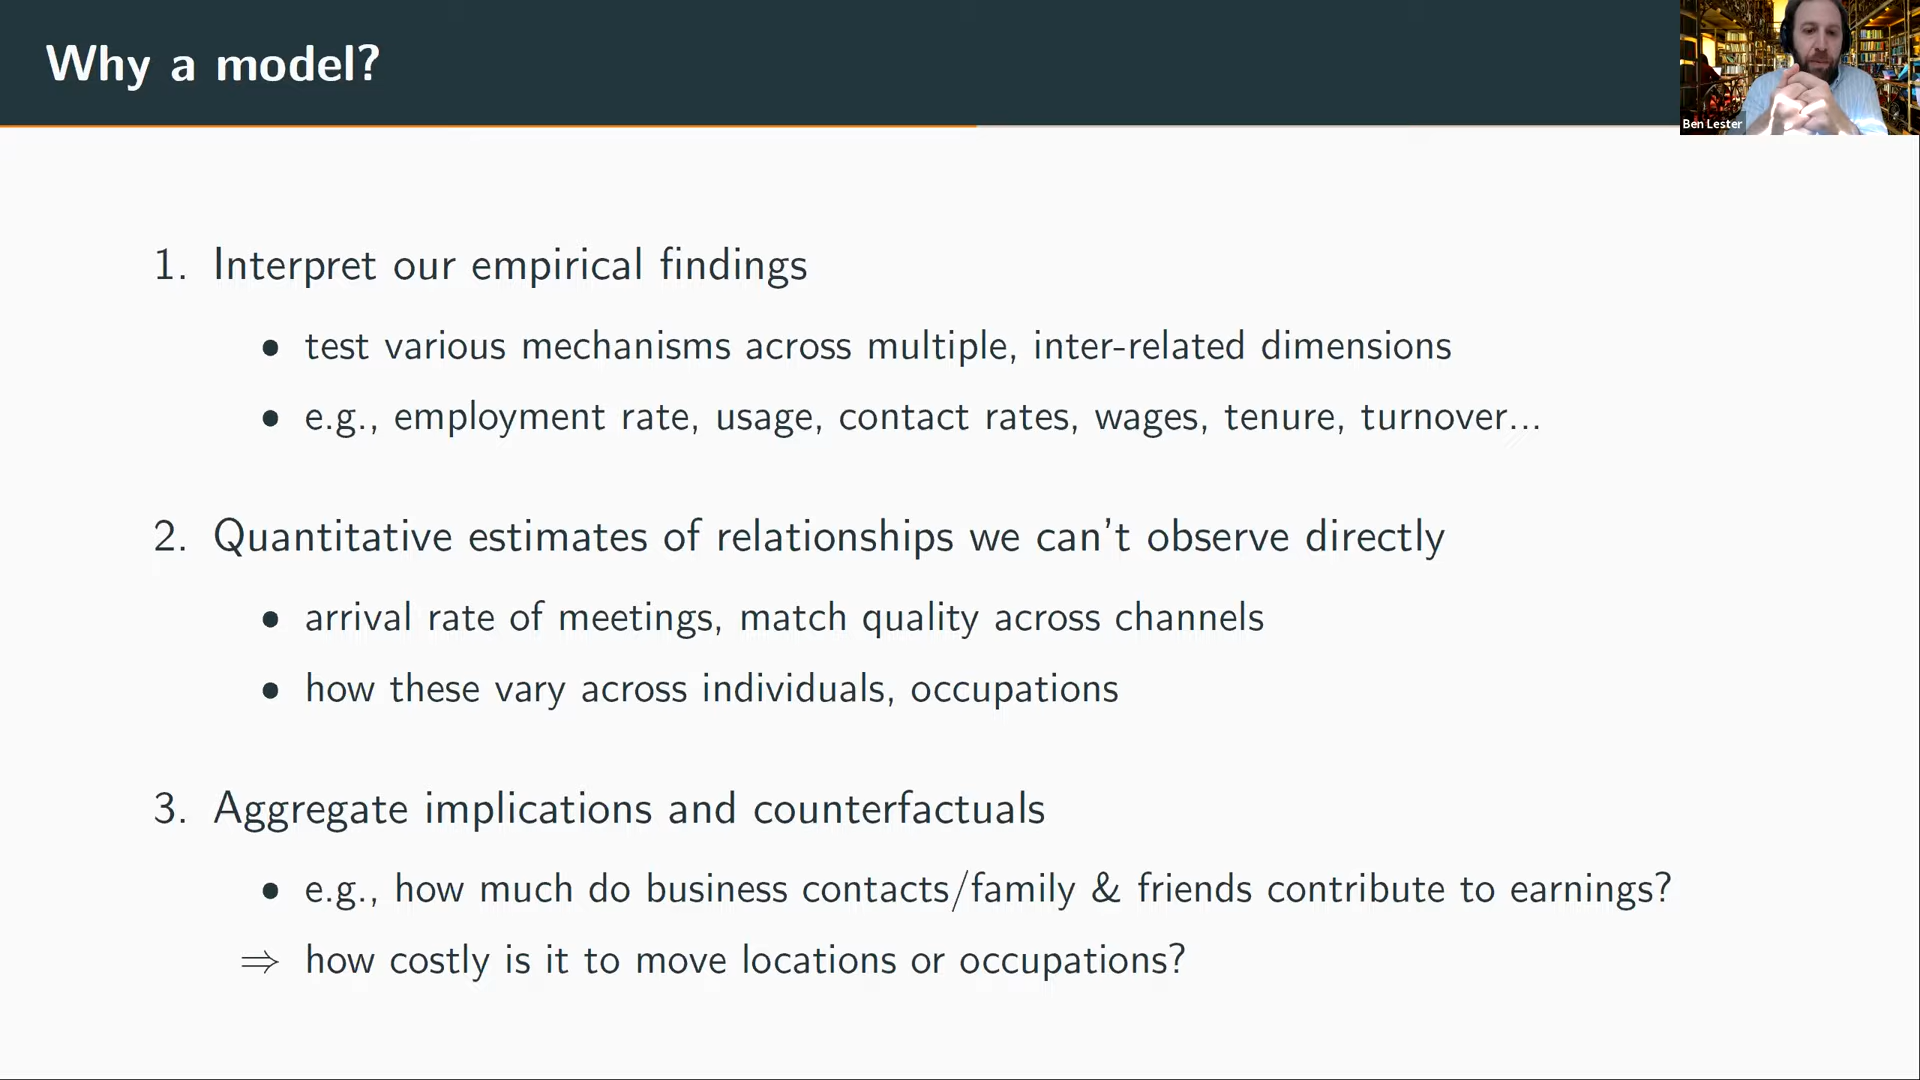 Why a model?
Ben Lester
1. Interpret our empirical findings
• test various mechanisms across multiple, inter-related dimensions
• e.g., employment rate, usage, contact rates, wages, tenure, turnover...
2. Quantitative estimates of relationships we can't observe directly
• arrival rate of meetings, match quality across channels
• how these vary across individuals, occupations
3. Aggregate implications and counterfactuals
• e.g., how much do business contacts/family & friends contribute to earnings?
⇒ how costly is it to move locations or occupations?